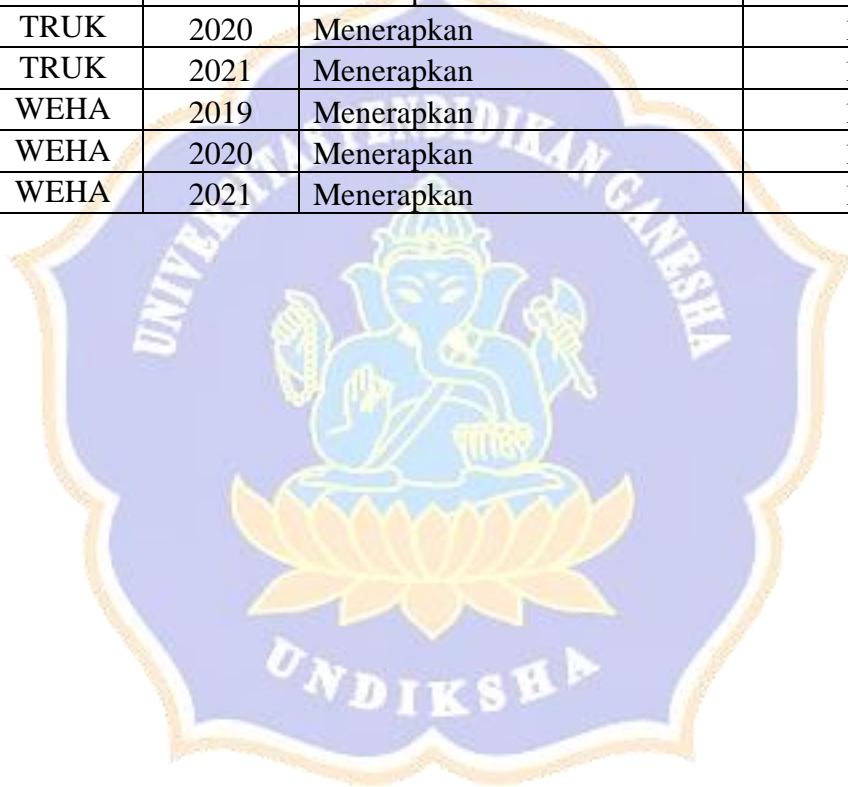 TRUK 2020 Menerapkan
TRUK 2021 Menerapkan
WEHA 2019 Menerapkan
WEHA 2020 Menerapkan
WEHA 2021 Menerapkan
UNIVERSITAS PENDIDIKAN GANESHA
UNDIKSHA